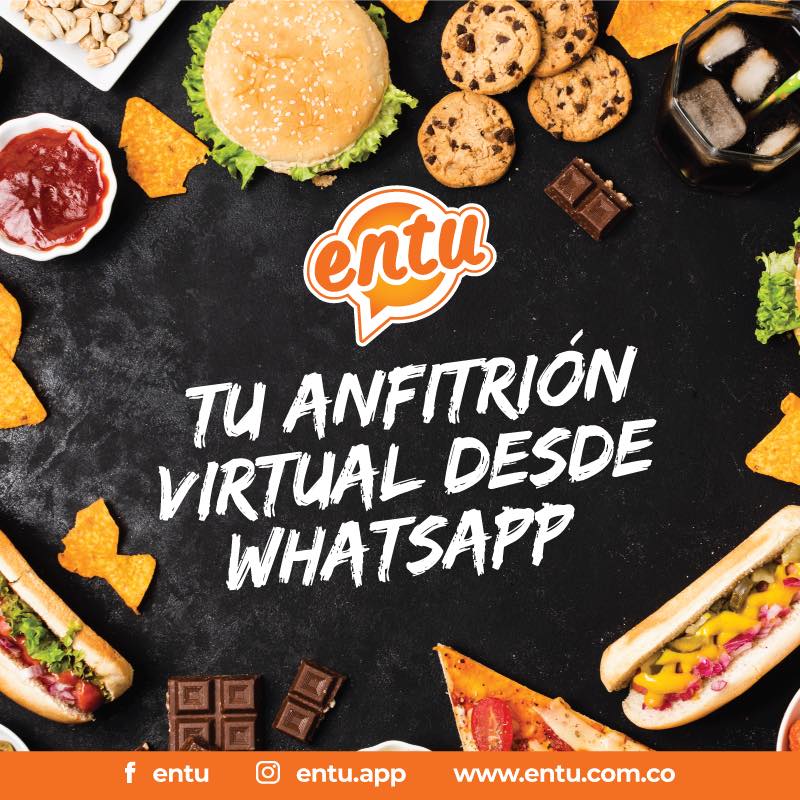 entu
TU ANFITRIÓN
VIRTUAL DESDE
WHATSAPP
entu entu.app www.entu.com.co